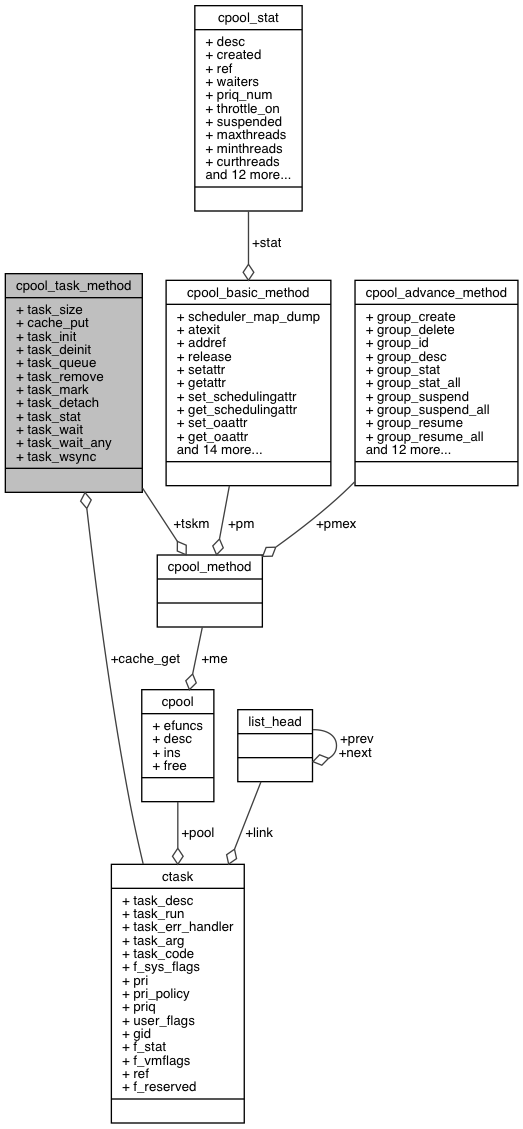 cpool_stat
+ desc
+ created
+ ref
+ waiters
+ priq_num
+ throttle_on
+ suspended
+ maxthreads
+ minthreads
+ curthreads
and 12 more...
+stat
cpool_task_method
+ task_size
+ cache_put
+ task_init
+ task_deinit
+ task_queue
+ task_remove
+ task_mark
+ task_detach
+ task_stat
+ task_wait
+ task_wait_any
+ task_wsync
cpool_basic_method
+ scheduler_map_dump
+ atexit
+ addref
+ release
+ setattr
+ getattr
+ set_schedulingattr
+ get_schedulingattr
+ set_oaattr
+ get_oaattr
and 14 more...
cpool_advance_method
+ group_create
+ group_delete
+ group_id
+ group_desc
+ group_stat
+ group_stat_all
+ group_suspend
+ group_suspend_all
+ group_resume
+ group_resume_all
and 12 more...
+tskm
+pm
+pmex
cpool_method
+cache_get
+me
cpool
+ efuncs
+ desc
+ ins
+ free
list_head
+prev
+next
+pool
+link
ctask
+ task_desc
+ task_run
+ task_err_handler
+ task_arg
+ task_code
+ f_sys_flags
+ pri
+ pri_policy
+ priq
+ user_flags
+ gid
+ f_stat
+ f_vmflags
+ ref
+ f_reserved